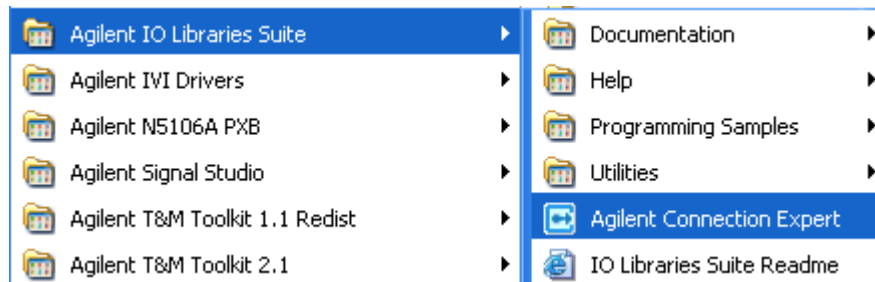 Agilent IO Libraries Suite
Agilent IVI Drivers
Agilent N5106A PXB
Agilent Signal Studio
Agilent T&M Toolkit 1.1 Redist
Agilent T&M Toolkit 2.1
Documentation
Help
Programming Samples
Utilities
Agilent Connection Expert
IO Libraries Suite Readme